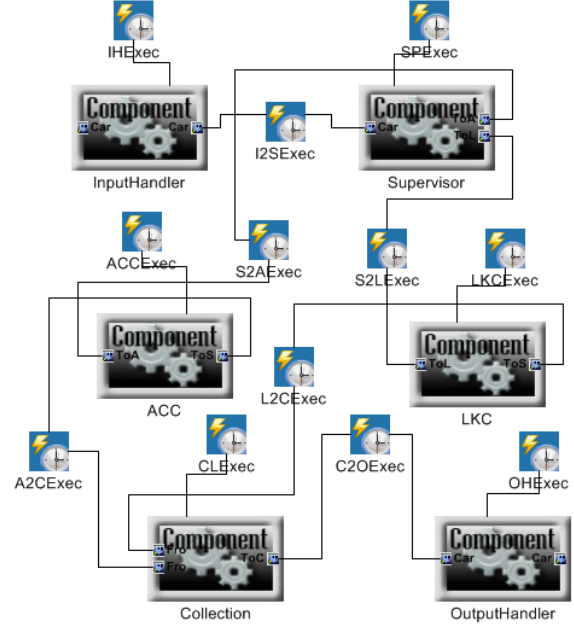 IHExec
SPExec
Component
Car
Car
InputHandler
I2SExec
Component
Car
ToA
ToL
Supervisor
ACCExec
S2AExec
S2LExec
LKCExec
Component
ToA
ToS
ACC
L2CExec
Component
ToL
ToS
LKC
A2CExec
CLExec
C2OExec
OHExec
Component
Fro
Fro
ToC
Collection
Component
Car
Car
OutputHandler